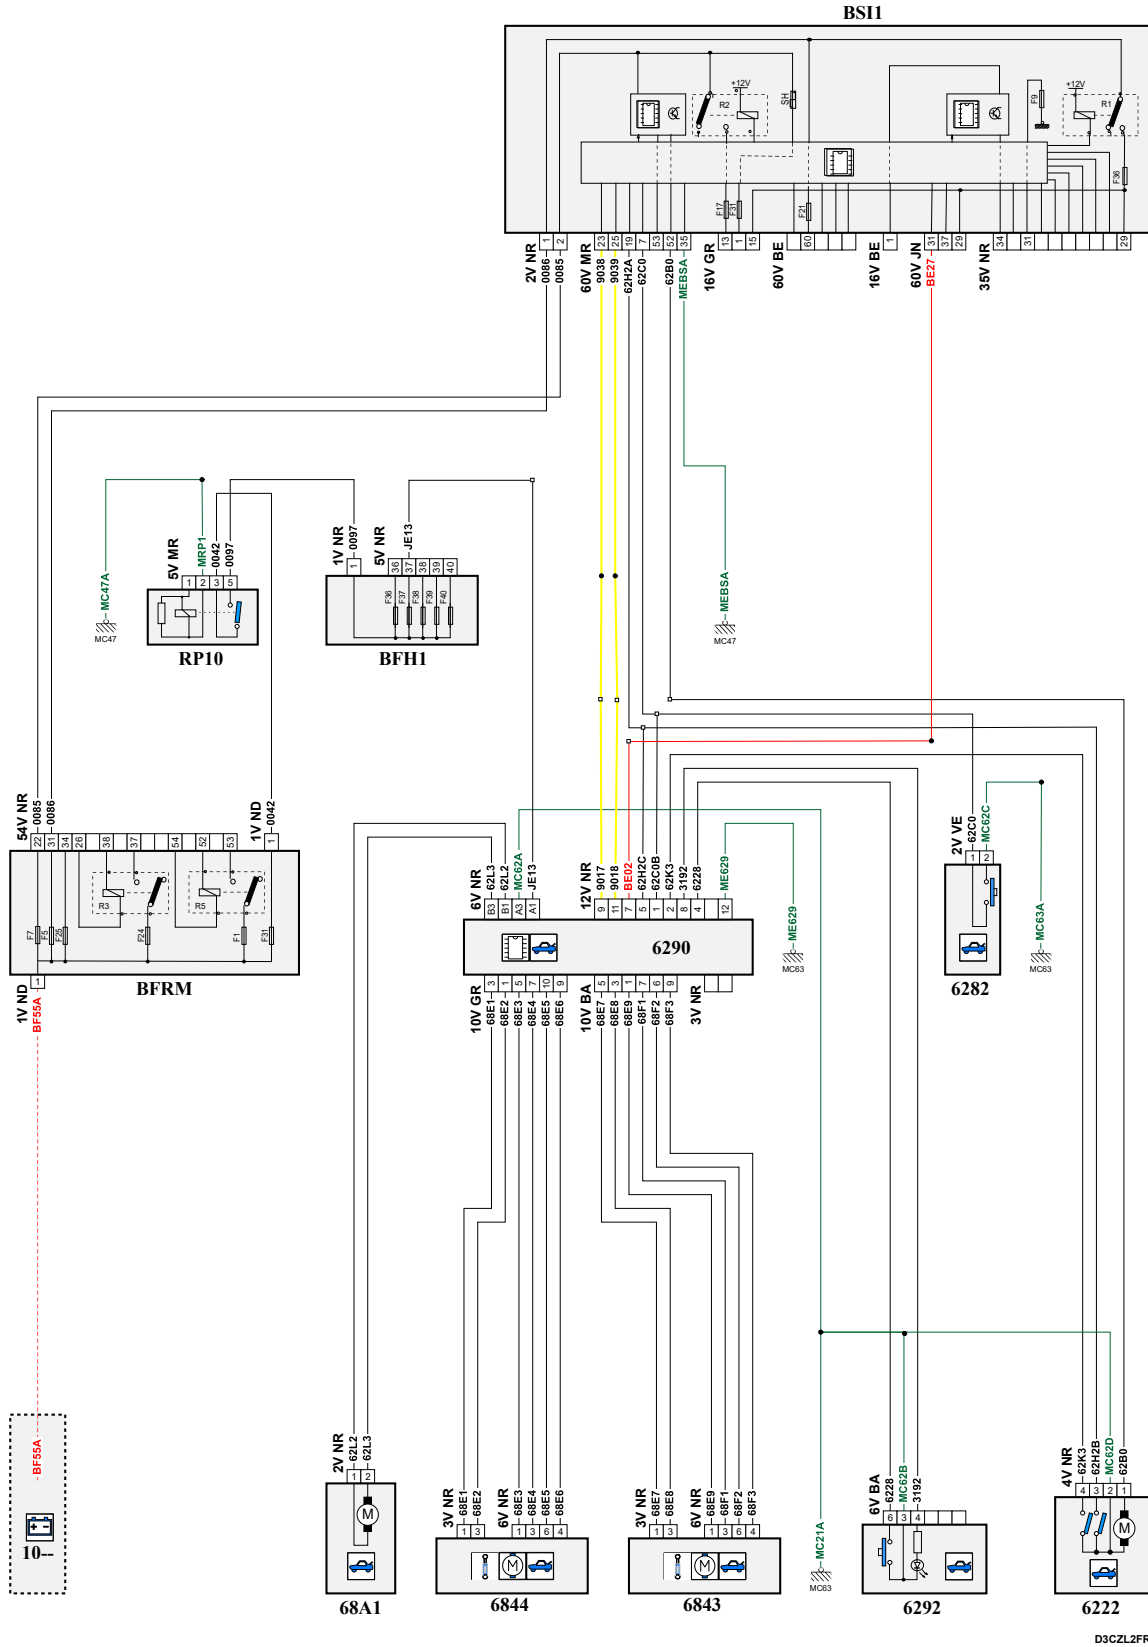 BSI1
+12V
R2
SH
F9
+12V
R1
F17
F31
F21
F36
2V NR
1
2
0086
0085
60V MR
23
25
19
7
53
52
35
9038
9039
62H2A
62C0
62B0
MEBSA
16V GR
13
1
15
60V BE
60
16V BE
1
60V JN
31
37
29
BE27
35V NR
34
31
29
MC47A
MC47
5V MR
MRP1
0042
0097
1
2
3
5
RP10
1V NR
0097
1
5V NR
JE13
36
37
38
39
40
F36
F37
F38
F39
F40
BFH1
MEBSA
MC47
54V NR
0085
0086
22
31
34
26
38
37
54
52
53
1V ND
0042
1
R3
R5
F7
F5
F25
F24
F1
F31
BFRM
1V ND
1
BF55A
6V NR
62L3
62L2
MC62A
JE13
B3
B1
A3
A1
12V NR
9017
9018
BE02
62H2C
62C0B
62K3
3192
6228
ME629
9
11
7
5
1
2
8
4
12
6290
ME629
MC63
2V VE
62C0
MC62C
1
2
6282
MC63A
MC63
10V GR
3
1
5
7
10
9
68E1
68E2
68E3
68E4
68E5
68E6
10V BA
5
3
1
7
6
9
68E7
68E8
68E9
68F1
68F2
68F3
3V NR
BF55A
10--
2V NR
62L2
62L3
1
2
M
68A1
3V NR
68E1
68E2
1
3
6V NR
68E3
68E4
68E5
68E6
1
3
6
4
M
6844
3V NR
68E7
68E8
1
3
6V NR
68E9
68F1
68F2
68F3
1
3
6
4
M
6843
MC21A
MC63
6V BA
6228
MC62B
3192
6
3
4
6292
4V NR
62K3
62H2B
MC62D
62B0
4
3
2
1
M
6222
D3CZL2FR